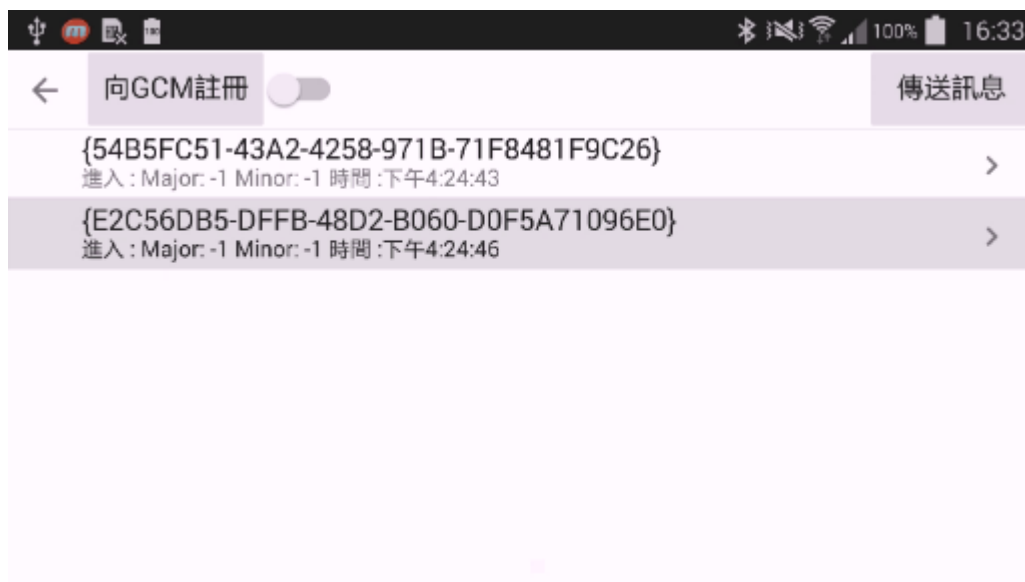 100% 16:33
向GCM註冊 傳送訊息
{54B5FC51-43A2-4258-971B-71F8481F9C26}
進入 : Major: -1 Minor: -1 時間 :下午4:24:43
{E2C56DB5-DFFB-48D2-B060-D0F5A71096E0}
進入 : Major: -1 Minor: -1 時間 :下午4:24:46